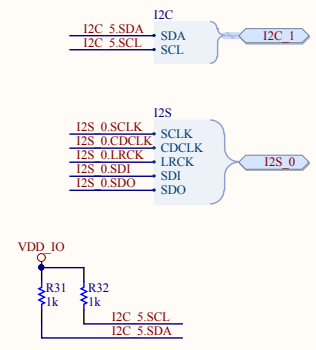 I2C
I2C_5.SDA SDA I2C_1
I2C_5.SCL SCL
I2S
I2S_0.SCLK SCLK
I2S_0.CDCLK CDCLK
I2S_0.LRCK LRCK I2S_0
I2S_0.SDI SDI
I2S_0.SDO SDO
VDD_IO
R31 R32
1k 1k
I2C_5.SCL
I2C_5.SDA